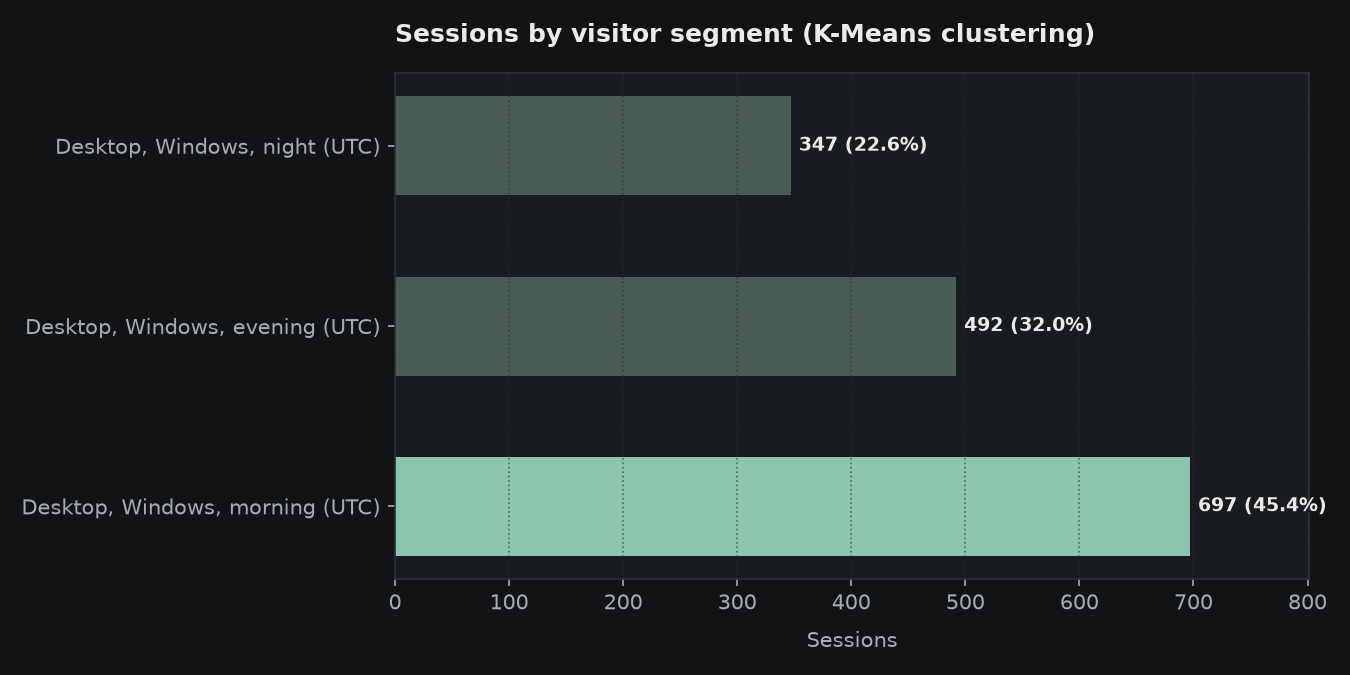 Sessions by visitor segment (K-Means clustering)
Desktop, Windows, night (UTC)
347 (22.6%)
Desktop, Windows, evening (UTC)
492 (32.0%)
Desktop, Windows, morning (UTC)
697 (45.4%)
0 100 200 300 400 500 600 700 800
Sessions